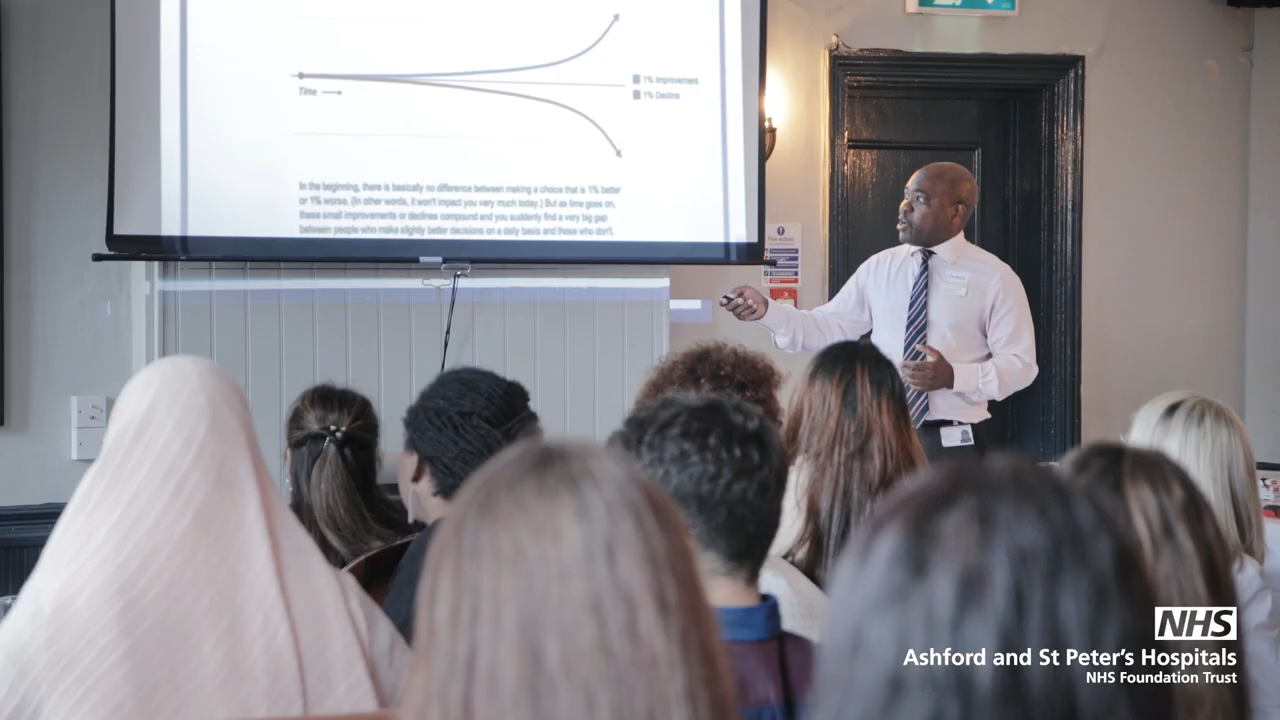 1% Improvement
Time
1% Decline
In the beginning, there is basically no difference between making a choice that is 1% better
or 1% worse. (In other words, it won't impact you very much today.) But as time goes on,
these small improvements or declines compound and you suddenly find a very big gap
between people who make slightly better decisions on a daily basis and those who don't.
Fire action
NHS
Ashford and St Peter's Hospitals
NHS Foundation Trust